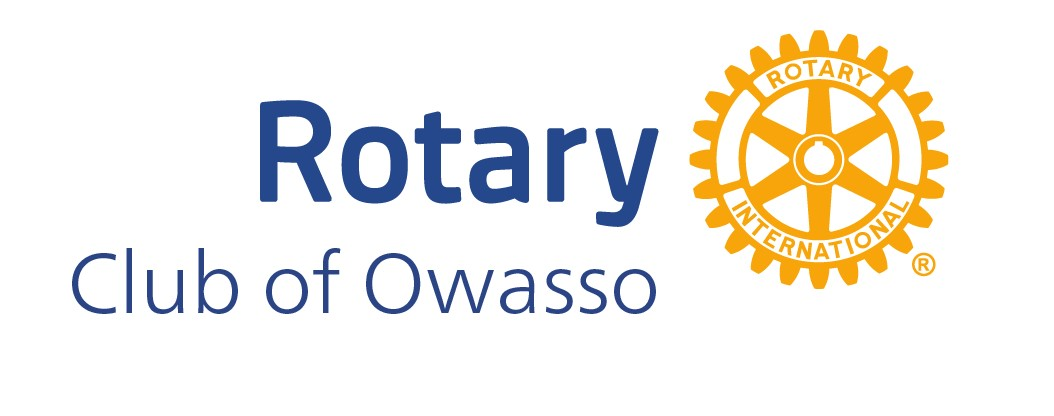 Rotary
Club of Owasso
ROTARY
INTERNATIONAL
®